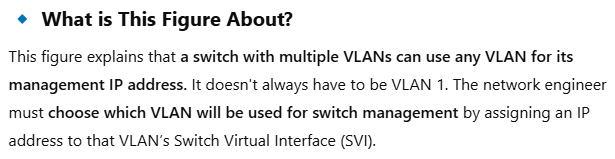 What is This Figure About?
This figure explains that a switch with multiple VLANs can use any VLAN for its
management IP address. It doesn't always have to be VLAN 1. The network engineer
must choose which VLAN will be used for switch management by assigning an IP
address to that VLAN's Switch Virtual Interface (SVI).